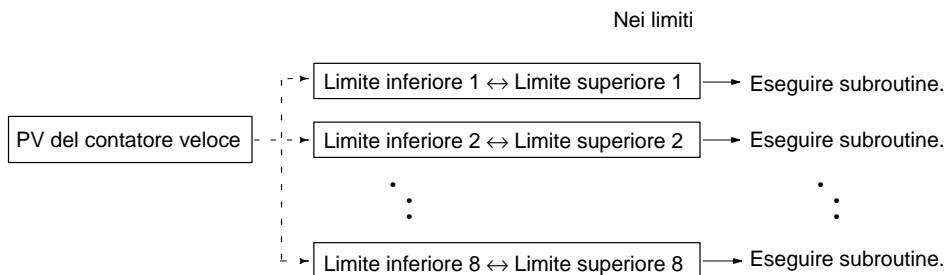 Nei limiti
Limite inferiore 1 ↔ Limite superiore 1 Eseguire subroutine.
PV del contatore veloce Limite inferiore 2 ↔ Limite superiore 2 Eseguire subroutine.
Limite inferiore 8 ↔ Limite superiore 8 Eseguire subroutine.